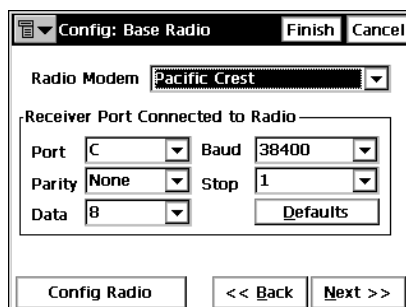 Config: Base Radio Finish Cancel
Radio Modem Pacific Crest
Receiver Port Connected to Radio
Port C Baud 38400
Parity None Stop 1
Data 8 Defaults
Config Radio << Back Next >>